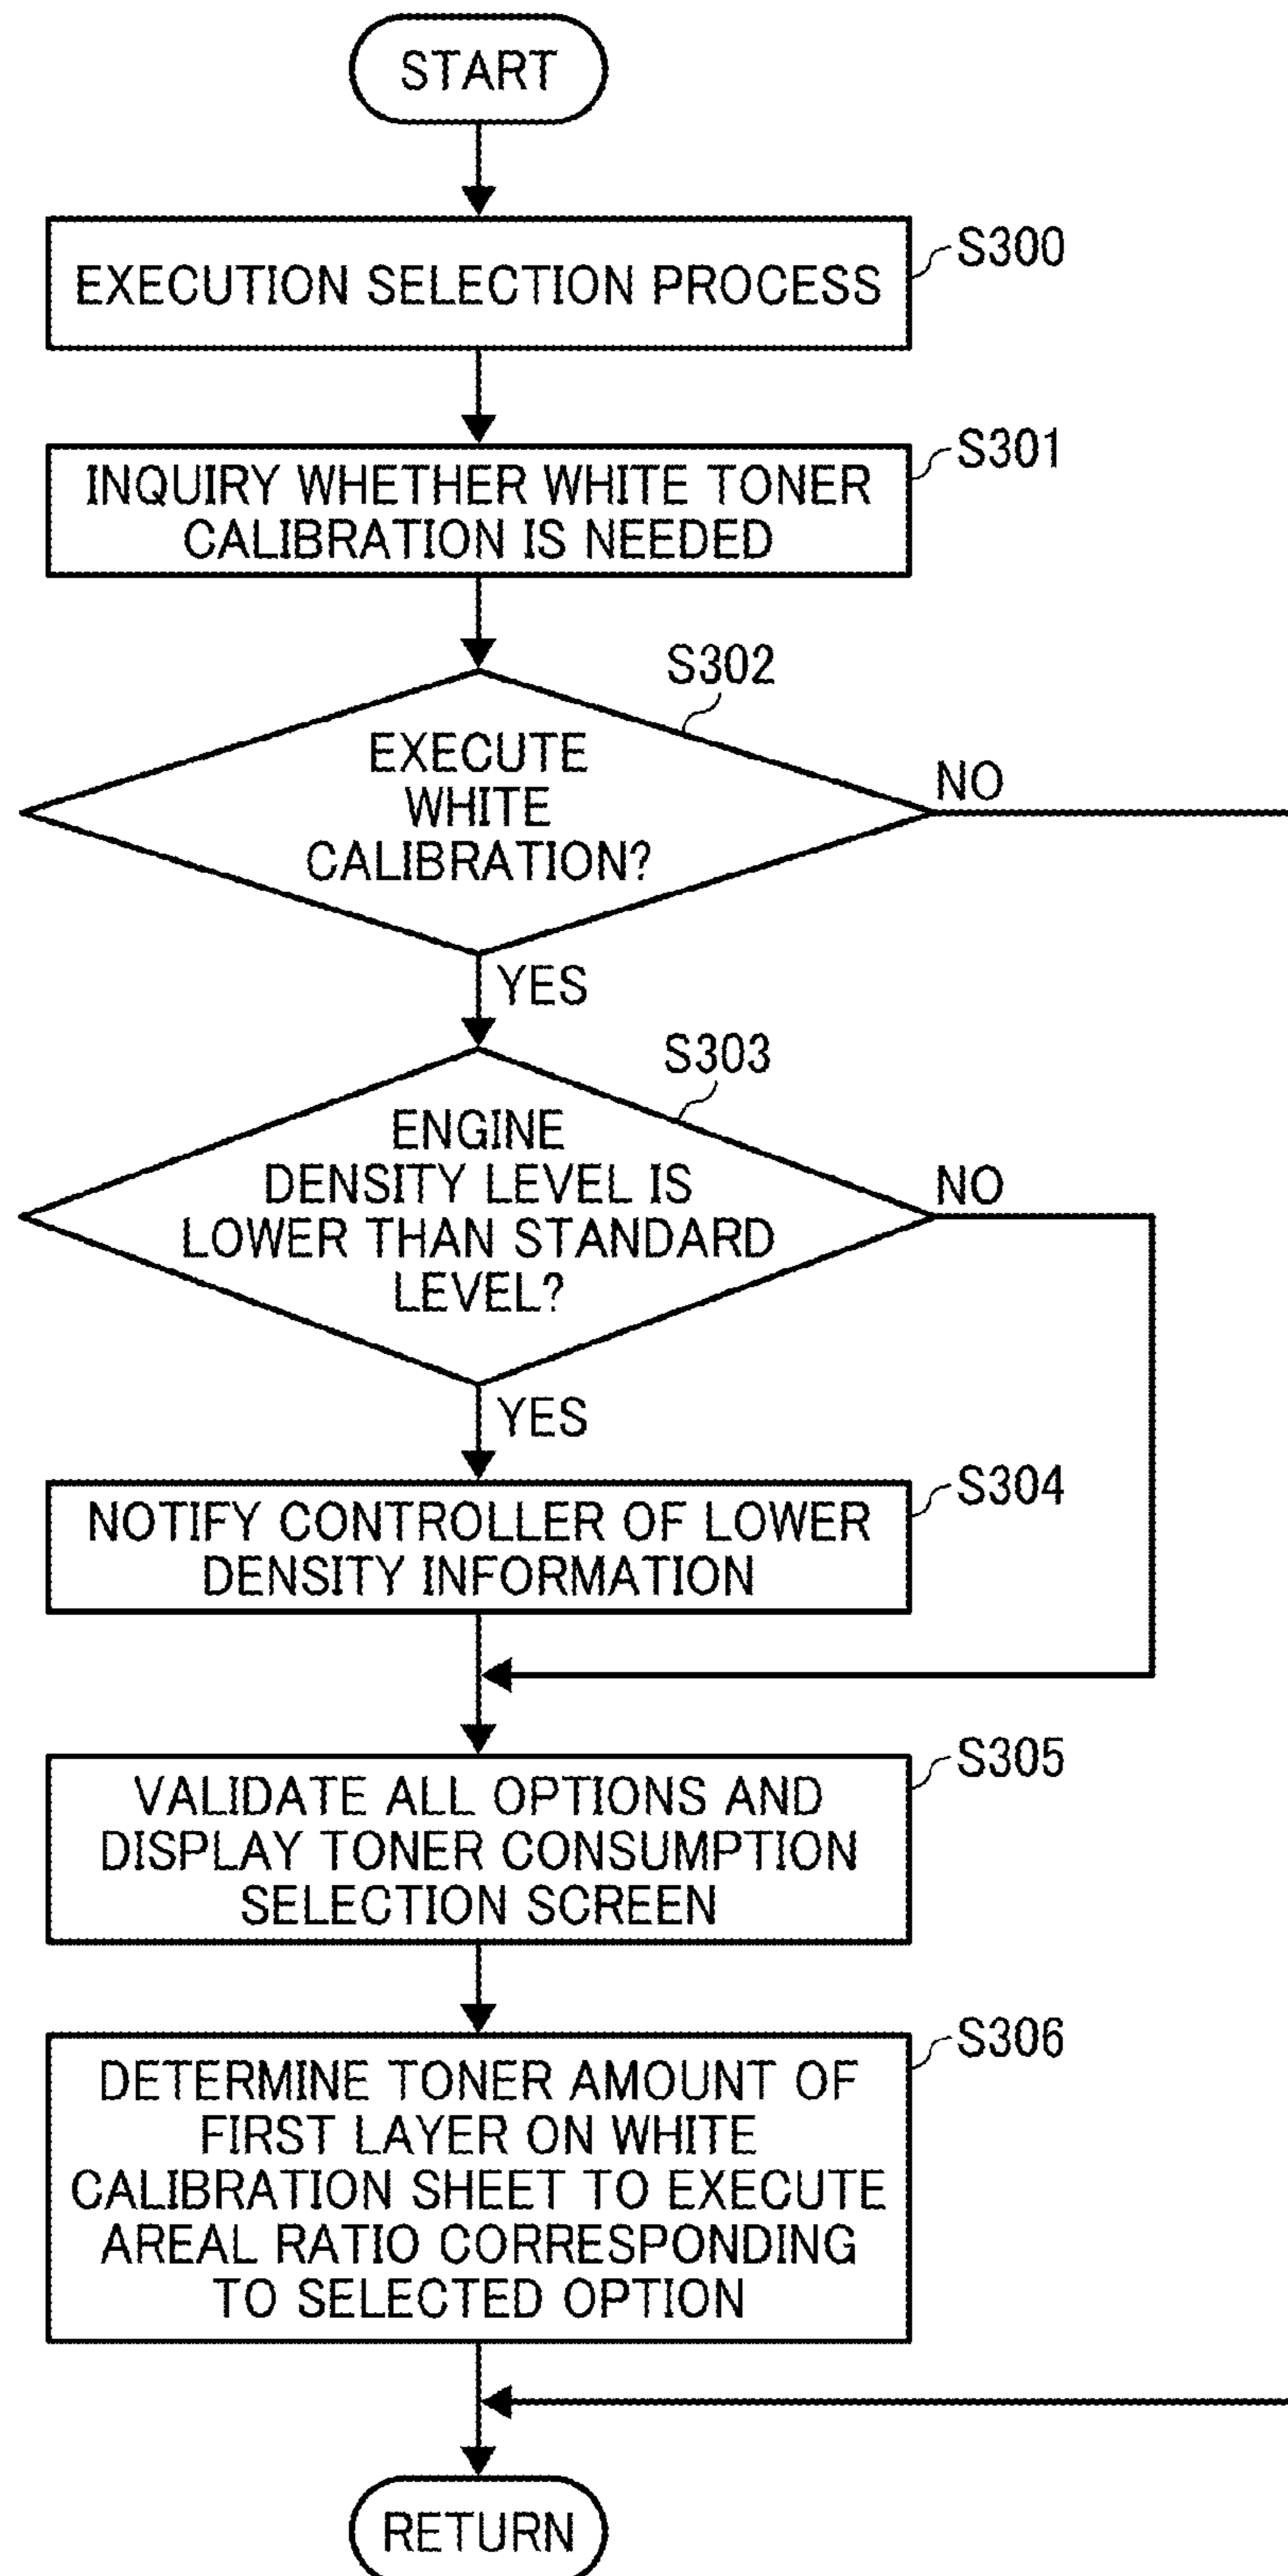 START
EXECUTION SELECTION PROCESS
S300
INQUIRY WHETHER WHITE TONER
CALIBRATION IS NEEDED
S301
S302
EXECUTE
WHITE
CALIBRATION?
NO
YES
S303
ENGINE
DENSITY LEVEL IS
LOWER THAN STANDARD
LEVEL?
NO
YES
NOTIFY CONTROLLER OF LOWER
DENSITY INFORMATION
S304
VALIDATE ALL OPTIONS AND
DISPLAY TONER CONSUMPTION
SELECTION SCREEN
S305
DETERMINE TONER AMOUNT OF
FIRST LAYER ON WHITE
CALIBRATION SHEET TO EXECUTE
AREAL RATIO CORRESPONDING
TO SELECTED OPTION
S306
RETURN